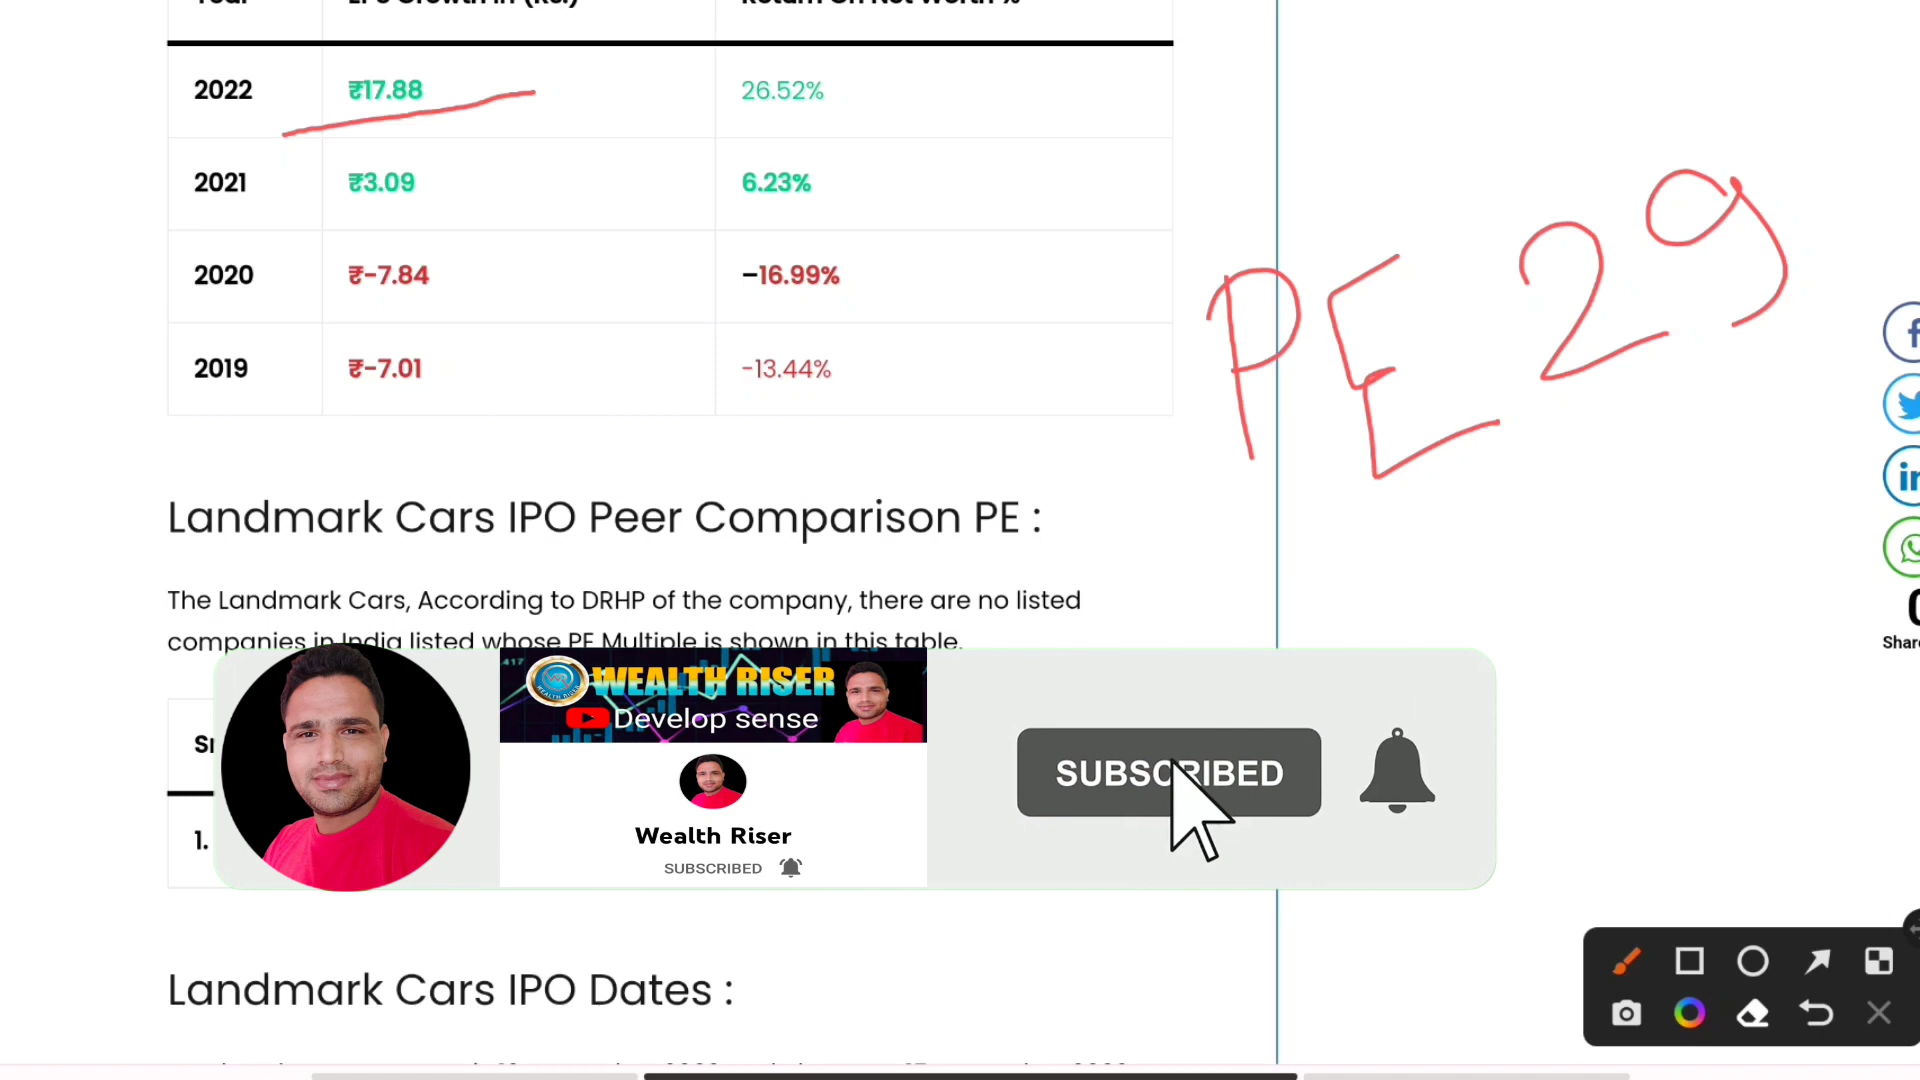 2022 ₹17.88 26.52%
2021 ₹3.09 6.23%
2020 ₹-7.84 –16.99%
2019 ₹-7.01 -13.44%
PE 29
Landmark Cars IPO Peer Comparison PE :
The Landmark Cars, According to DRHP of the company, there are no listed
companies in India listed whose PE Multiple is shown in this table.
WEALTH RISER
Develop sense
Wealth Riser
SUBSCRIBED
SUBSCRIBED
1.
Landmark Cars IPO Dates :